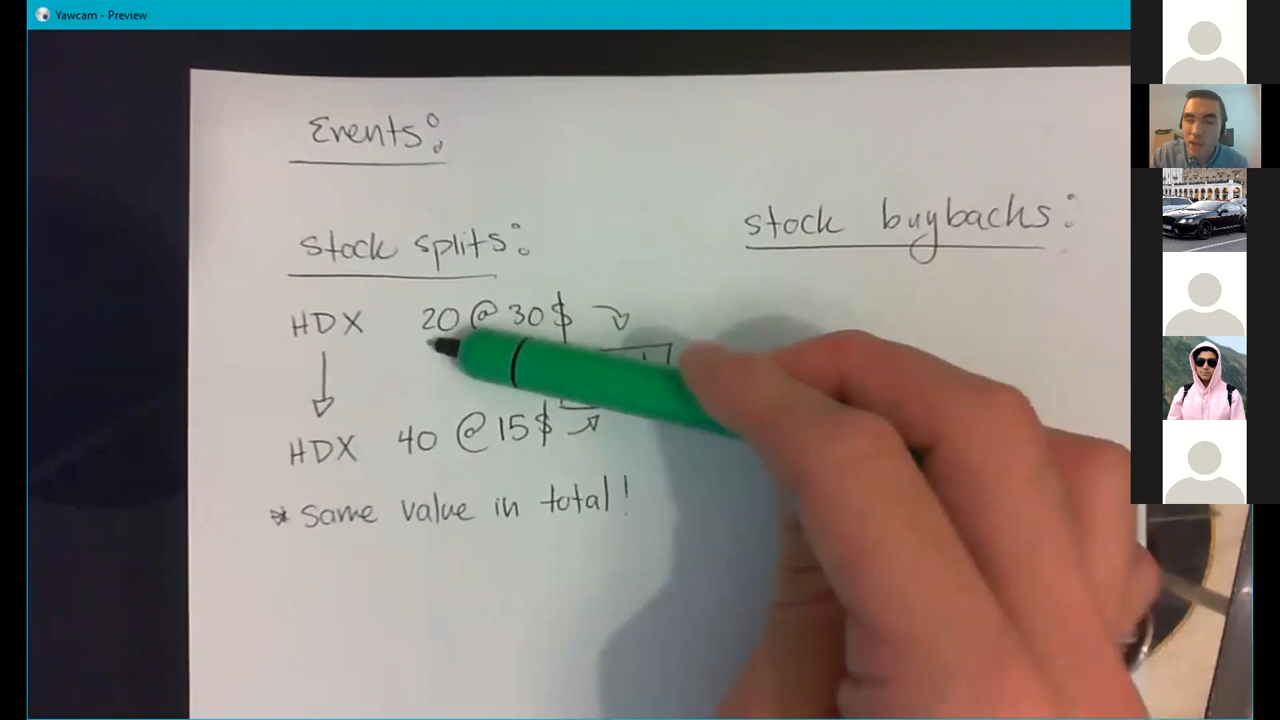 Yawcam - Preview
Events:
stock splits:
stock buybacks:
HDX 20 @ 30$
HDX 40 @ 15$
* Same value in total!